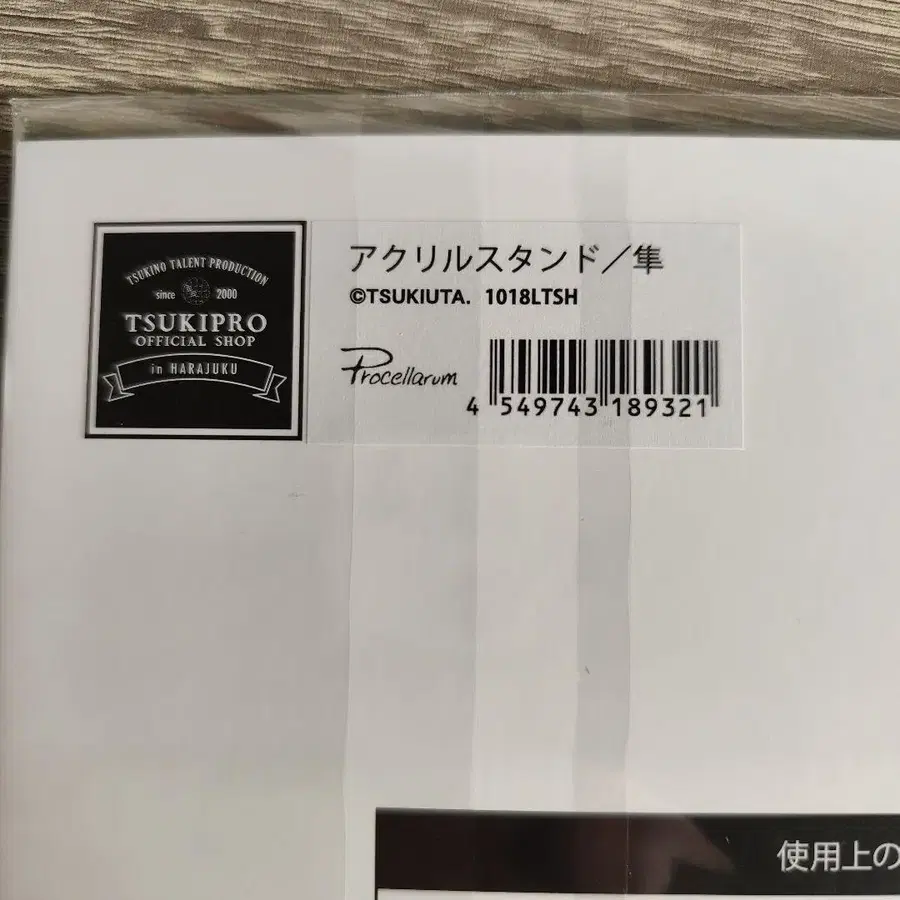 TSUKINO TALENT PRODUCTION
since 2000
TSUKIPRO
OFFICIAL SHOP
in HARAJUKU
アクリルスタンド／隼
©TSUKIUTA. 1018LTSH
Procellarum
4 549743 189321
使用上の